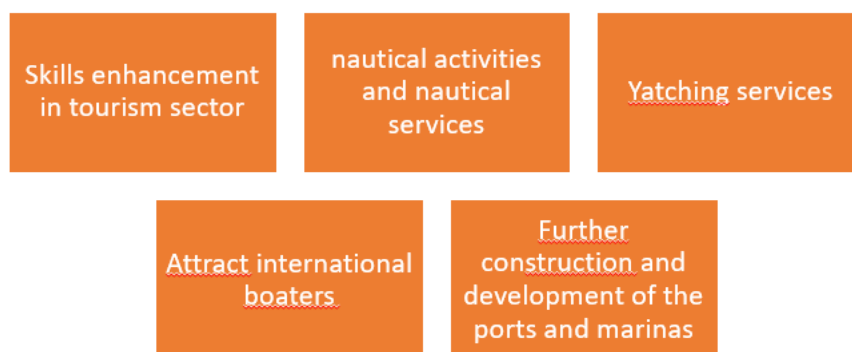 Skills enhancement
in tourism sector
nautical activities
and nautical
services
Yatching services
Attract international
boaters
Further
construction and
development of the
ports and marinas